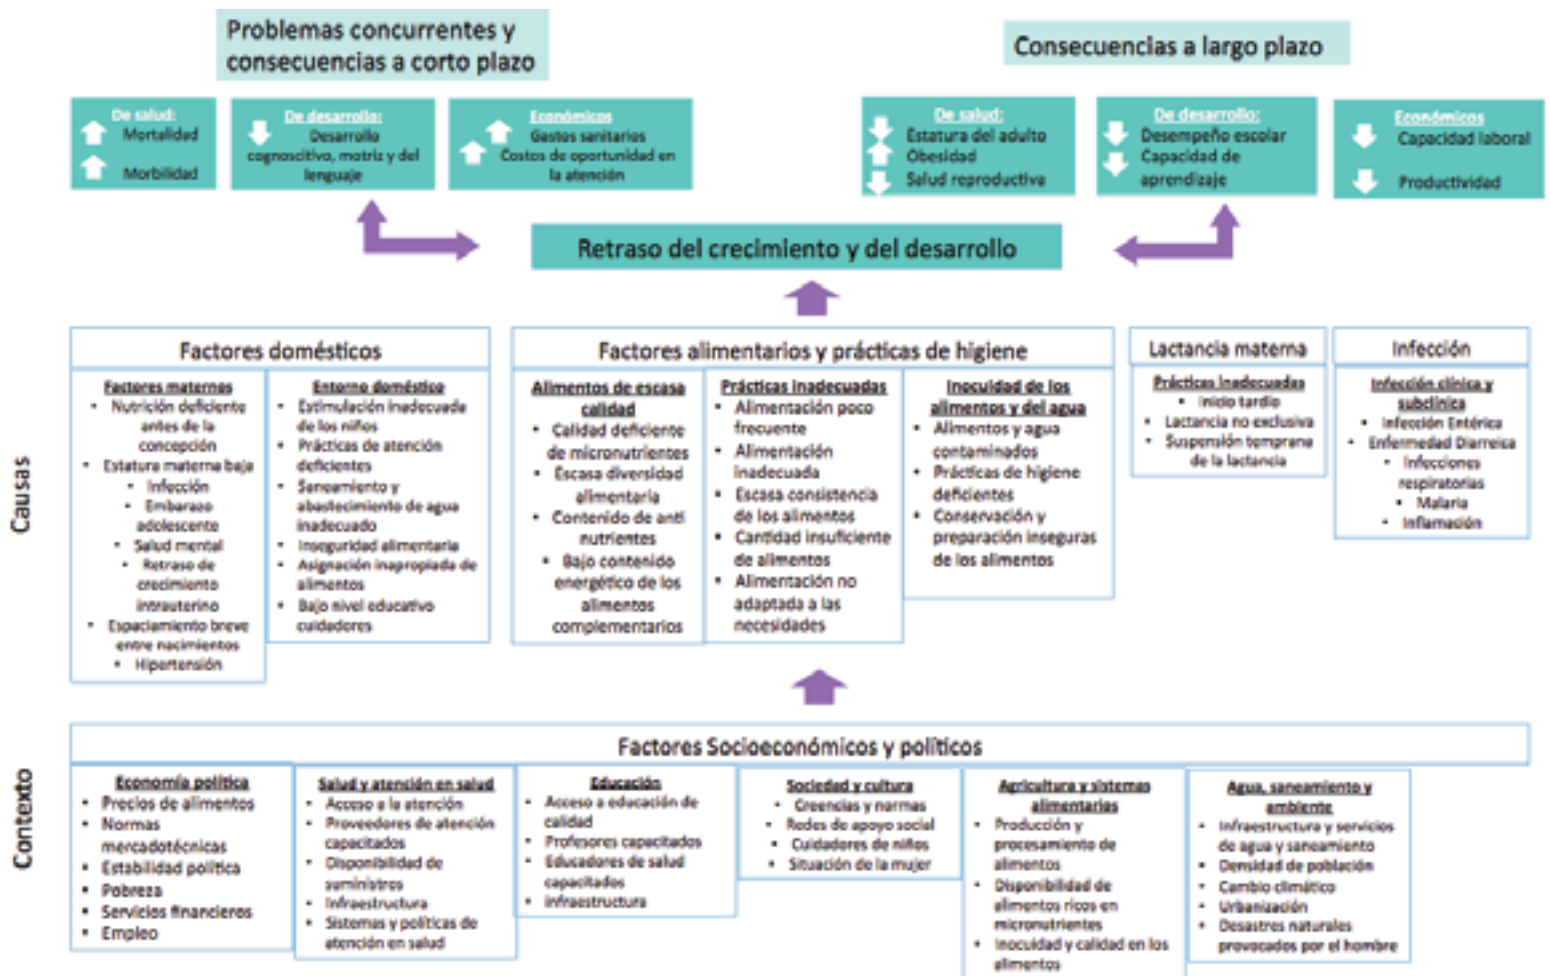 Problemas concurrentes y
consecuencias a corto plazo
Consecuencias a largo plazo
De salud:
Mortalidad
Morbilidad
De desarrollo:
Desarrollo
cognoscitivo, motriz y del
lenguaje
Económicos
Gastos sanitarios
Costos de oportunidad en
la atención
De salud:
Estatura del adulto
Obesidad
Salud reproductiva
De desarrollo:
Desempeño escolar
Capacidad de
aprendizaje
Económicos
Capacidad laboral
Productividad
Retraso del crecimiento y del desarrollo
Causas
Factores domésticos
Factores maternos
• Nutrición deficiente
antes de la
concepción
• Estatura materna baja
• Infección
• Embarazo
adolescente
• Salud mental
• Retraso de
crecimiento
intrauterino
• Espaciamiento breve
entre nacimientos
• Hipertensión
Entorno doméstico
• Estimulación inadecuada
de los niños
• Prácticas de atención
deficientes
• Saneamiento y
abastecimiento de agua
inadecuado
• Inseguridad alimentaria
• Asignación inapropiada de
alimentos
• Bajo nivel educativo
cuidadores
Factores alimentarios y prácticas de higiene
Alimentos de escasa
calidad
• Calidad deficiente
de micronutrientes
• Escasa diversidad
alimentaria
• Contenido de anti
nutrientes
• Bajo contenido
energético de los
alimentos
complementarios
Prácticas inadecuadas
• Alimentación poco
frecuente
• Alimentación
inadecuada
• Escasa consistencia
de los alimentos
• Cantidad insuficiente
de alimentos
• Alimentación no
adaptada a las
necesidades
Inocuidad de los
alimentos y del agua
• Alimentos y agua
contaminados
• Prácticas de higiene
deficientes
• Conservación y
preparación inseguras
de los alimentos
Lactancia materna
Prácticas inadecuadas
• Inicio tardío
• Lactancia no exclusiva
• Suspensión temprana
de la lactancia
Infección
Infección clínica y
subclínica
• Infección Entérica
• Enfermedad Diarreica
• Infecciones
respiratorias
• Malaria
• Inflamación
Contexto
Factores Socioeconómicos y políticos
Economía política
• Precios de alimentos
• Normas
mercadotécnicas
• Estabilidad política
• Pobreza
• Servicios financieros
• Empleo
Salud y atención en salud
• Acceso a la atención
• Proveedores de atención
capacitados
• Disponibilidad de
suministros
• Infraestructura
• Sistemas y políticas de
atención en salud
Educación
• Acceso a educación de
calidad
• Profesores capacitados
• Educadores de salud
capacitados
• infraestructura
Sociedad y cultura
• Creencias y normas
• Redes de apoyo social
• Cuidadores de niños
• Situación de la mujer
Agricultura y sistemas
alimentarias
• Producción y
procesamiento de
alimentos
• Disponibilidad de
alimentos ricos en
micronutrientes
• Inocuidad y calidad en los
alimentos
Agua, saneamiento y
ambiente
• Infraestructura y servicios
de agua y saneamiento
• Densidad de población
• Cambio climático
• Urbanización
• Desastres naturales
provocados por el hombre